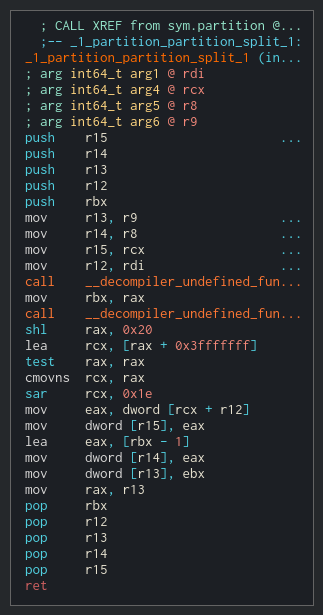 ; CALL XREF from sym.partition @...
;-- _1_partition_partition_split_1:
_1_partition_partition_split_1 (in...
; arg int64_t arg1 @ rdi
; arg int64_t arg4 @ rcx
; arg int64_t arg5 @ r8
; arg int64_t arg6 @ r9
push r15 ...
push r14
push r13
push r12
push rbx
mov r13, r9 ...
mov r14, r8 ...
mov r15, rcx ...
mov r12, rdi ...
call __decompiler_undefined_fun...
mov rbx, rax
call __decompiler_undefined_fun...
shl rax, 0x20
lea rcx, [rax + 0x3fffffff]
test rax, rax
cmovns rcx, rax
sar rcx, 0x1e
mov eax, dword [rcx + r12]
mov dword [r15], eax
lea eax, [rbx - 1]
mov dword [r14], eax
mov dword [r13], ebx
mov rax, r13
pop rbx
pop r12
pop r13
pop r14
pop r15
ret